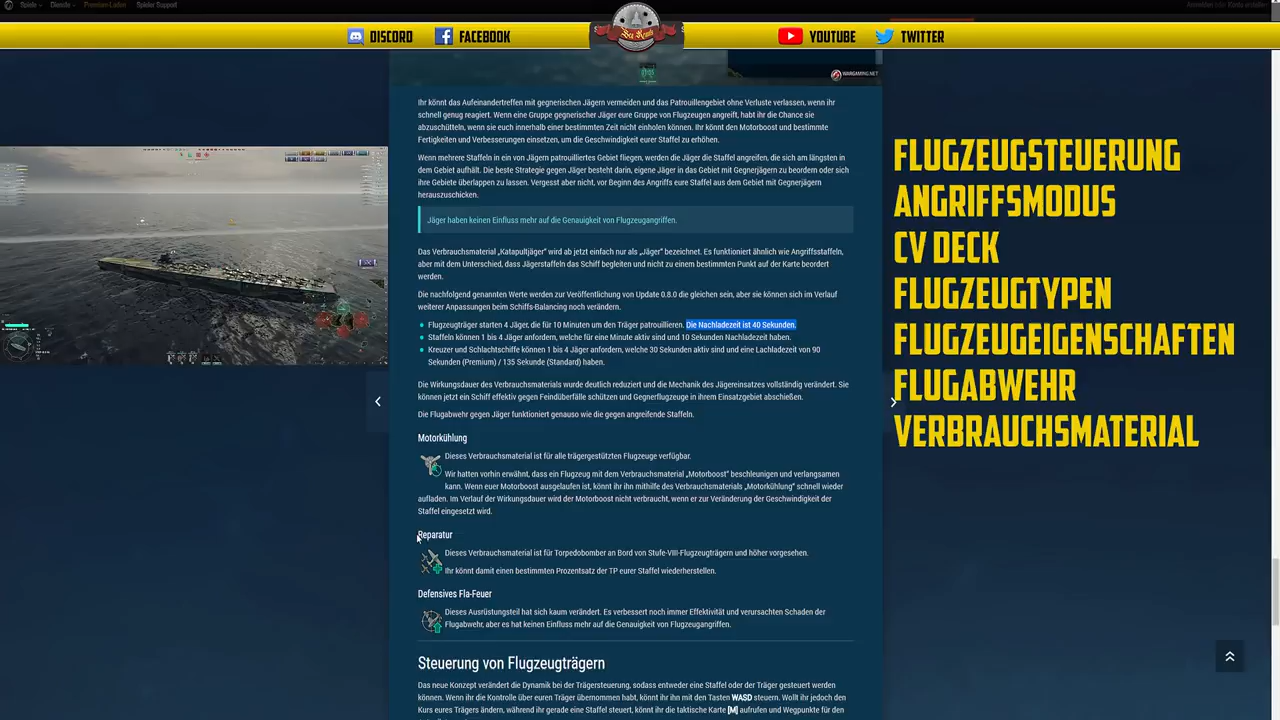 Spiele
Dienste
Premium-Laden
Spieler Support
Anmelden oder Konto erstellen
DISCORD
FACEBOOK
YOUTUBE
TWITTER
WARGAMING.NET
Ihr könnt das Aufeinandertreffen mit gegnerischen Jägern vermeiden und das Patrouillengebiet ohne Verluste verlassen, wenn ihr
schnell genug reagiert. Wenn eine Gruppe gegnerischer Jäger eure Gruppe von Flugzeugen angreift, habt ihr die Chance sie
abzuschütteln, wenn sie euch innerhalb einer bestimmten Zeit nicht einholen können. Ihr könnt den Motorboost und bestimmte
Fertigkeiten und Verbesserungen einsetzen, um die Geschwindigkeit eurer Staffel zu erhöhen.
Wenn mehrere Staffeln in ein von Jägern patrouilliertes Gebiet fliegen, werden die Jäger die Staffel angreifen, die sich am längsten in
dem Gebiet aufhält. Die beste Strategie gegen Jäger besteht darin, eigene Jäger in das Gebiet mit Gegnerjägern zu beordern oder sich
ihre Gebiete überlappen zu lassen. Vergesst aber nicht, vor Beginn des Angriffs eure Staffel aus dem Gebiet mit Gegnerjägern
herauszuschicken.
Jäger haben keinen Einfluss mehr auf die Genauigkeit von Flugzeugangriffen.
Das Verbrauchsmaterial „Katapultjäger" wird ab jetzt einfach nur als „Jäger" bezeichnet. Es funktioniert ähnlich wie Angriffsstaffeln,
aber mit dem Unterschied, dass Jägerstaffeln das Schiff begleiten und nicht zu einem bestimmten Punkt auf der Karte beordert
werden.
Die nachfolgend genannten Werte werden zur Veröffentlichung von Update 0.8.0 die gleichen sein, aber sie können sich im Verlauf
weiterer Anpassungen beim Schiffs-Balancing noch verändern.
Flugzeugträger starten 4 Jäger, die für 10 Minuten um den Träger patrouillieren. Die Nachladezeit ist 40 Sekunden.
Staffeln können 1 bis 4 Jäger anfordern, welche für eine Minute aktiv sind und 10 Sekunden Nachladezeit haben.
Kreuzer und Schlachtschiffe können 1 bis 4 Jäger anfordern, welche 30 Sekunden aktiv sind und eine Lachladezeit von 90
Sekunden (Premium) / 135 Sekunde (Standard) haben.
Die Wirkungsdauer des Verbrauchsmaterials wurde deutlich reduziert und die Mechanik des Jägereinsatzes vollständig verändert. Sie
können jetzt ein Schiff effektiv gegen Feindüberfälle schützen und Gegnerflugzeuge in ihrem Einsatzgebiet abschießen.
Die Flugabwehr gegen Jäger funktioniert genauso wie die gegen angreifende Staffeln.
Motorkühlung
Dieses Verbrauchsmaterial ist für alle trägergestützten Flugzeuge verfügbar.
Wir hatten vorhin erwähnt, dass ein Flugzeug mit dem Verbrauchsmaterial „Motorboost" beschleunigen und verlangsamen
kann. Wenn euer Motorboost ausgelaufen ist, könnt ihr ihn mithilfe des Verbrauchsmaterials „Motorkühlung" schnell wieder
aufladen. Im Verlauf der Wirkungsdauer wird der Motorboost nicht verbraucht, wenn er zur Veränderung der Geschwindigkeit der
Staffel eingesetzt wird.
Reparatur
Dieses Verbrauchsmaterial ist für Torpedobomber an Bord von Stufe-VIII-Flugzeugträgern und höher vorgesehen.
Ihr könnt damit einen bestimmten Prozentsatz der TP eurer Staffel wiederherstellen.
Defensives Fla-Feuer
Dieses Ausrüstungsteil hat sich kaum verändert. Es verbessert noch immer Effektivität und verursachten Schaden der
Flugabwehr, aber es hat keinen Einfluss mehr auf die Genauigkeit von Flugzeugangriffen.
Steuerung von Flugzeugträgern
Das neue Konzept verändert die Dynamik bei der Trägersteuerung, sodass entweder eine Staffel oder der Träger gesteuert werden
können. Wenn ihr die Kontrolle über euren Träger übernommen habt, könnt ihr ihn mit den Tasten WASD steuern. Wollt ihr jedoch den
Kurs eures Trägers ändern, während ihr gerade eine Staffel steuert, könnt ihr die taktische Karte [M] aufrufen und Wegpunkte für den
FLUGZEUGSTEUERUNG
ANGRIFFSMODUS
CV DECK
FLUGZEUGTYPEN
FLUGZEUGEIGENSCHAFTEN
FLUGABWEHR
VERBRAUCHSMATERIAL